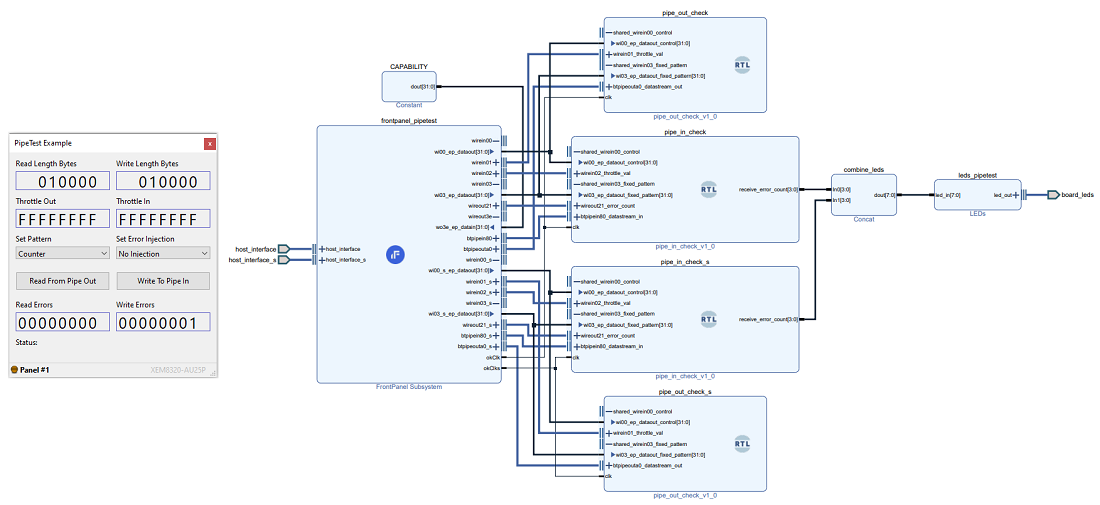 PipeTest Example
x
Read Length Bytes
Write Length Bytes
010000
010000
Throttle Out
Throttle In
FFFFFFFF
FFFFFFFF
Set Pattern
Set Error Injection
Counter
No Injection
Read From Pipe Out
Write To Pipe In
Read Errors
Write Errors
00000000
00000001
Status:
Panel #1
XEM8320-AU25P
host_interface
host_interface_s
CAPABILITY
dout[31:0]
Constant
frontpanel_pipetest
host_interface
host_interface_s
wirein00
wi00_ep_dataout[31:0]
wirein01
wirein02
wirein03
wi03_ep_dataout[31:0]
wireout21
wireout3e
wo3e_ep_datain[31:0]
btpipein80
btpipeouta0
wirein00_s
wi00_s_ep_dataout[31:0]
wirein01_s
wirein02_s
wirein03_s
wi03_s_ep_dataout[31:0]
wireout21_s
btpipein80_s
btpipeouta0_s
okClk
okClks
FrontPanel Subsystem
pipe_out_check
shared_wirein00_control
wi00_ep_dataout_control[31:0]
wirein01_throttle_val
shared_wirein03_fixed_pattern
wi03_ep_dataout_fixed_pattern[31:0]
btpipeouta0_datastream_out
clk
RTL
pipe_out_check_v1_0
pipe_in_check
shared_wirein00_control
wi00_ep_dataout_control[31:0]
wirein02_throttle_val
shared_wirein03_fixed_pattern
wi03_ep_dataout_fixed_pattern[31:0]
wireout21_error_count
btpipein80_datastream_in
clk
RTL
receive_error_count[3:0]
pipe_in_check_v1_0
pipe_in_check_s
shared_wirein00_control
wi00_ep_dataout_control[31:0]
wirein02_throttle_val
shared_wirein03_fixed_pattern
wi03_ep_dataout_fixed_pattern[31:0]
wireout21_error_count
btpipein80_datastream_in
clk
RTL
receive_error_count[3:0]
pipe_in_check_v1_0
pipe_out_check_s
shared_wirein00_control
wi00_ep_dataout_control[31:0]
wirein01_throttle_val
shared_wirein03_fixed_pattern
wi03_ep_dataout_fixed_pattern[31:0]
btpipeouta0_datastream_out
clk
RTL
pipe_out_check_v1_0
combine_leds
In0[3:0]
In1[3:0]
dout[7:0]
Concat
leds_pipetest
led_in[7:0]
led_out
LEDs
board_leds